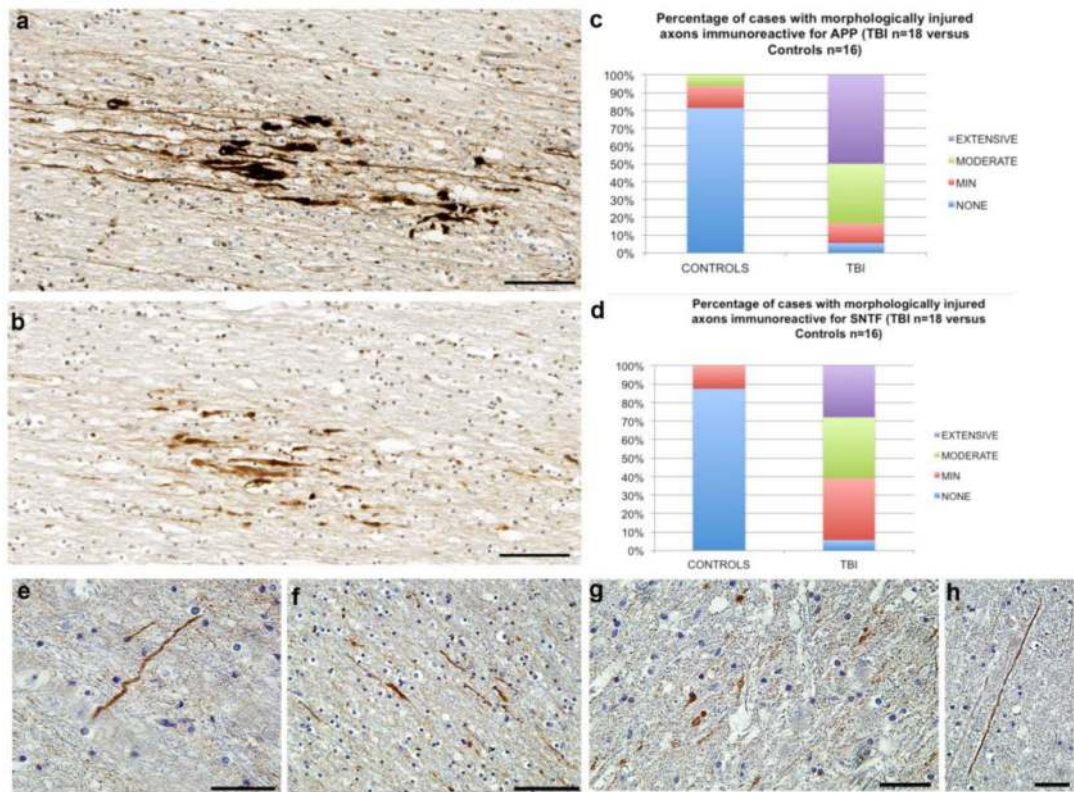 a
c
Percentage of cases with morphologically injured
axons immunoreactive for APP (TBI n=18 versus
Controls n=16)
100%
90%
80%
70%
60%
50%
40%
30%
20%
10%
0%
CONTROLS
TBI
EXTENSIVE
MODERATE
MIN
NONE
b
d
Percentage of cases with morphologically injured
axons immunoreactive for SNTF (TBI n=18 versus
Controls n=16)
100%
90%
80%
70%
60%
50%
40%
30%
20%
10%
0%
CONTROLS
TBI
EXTENSIVE
MODERATE
MIN
NONE
e
f
g
h